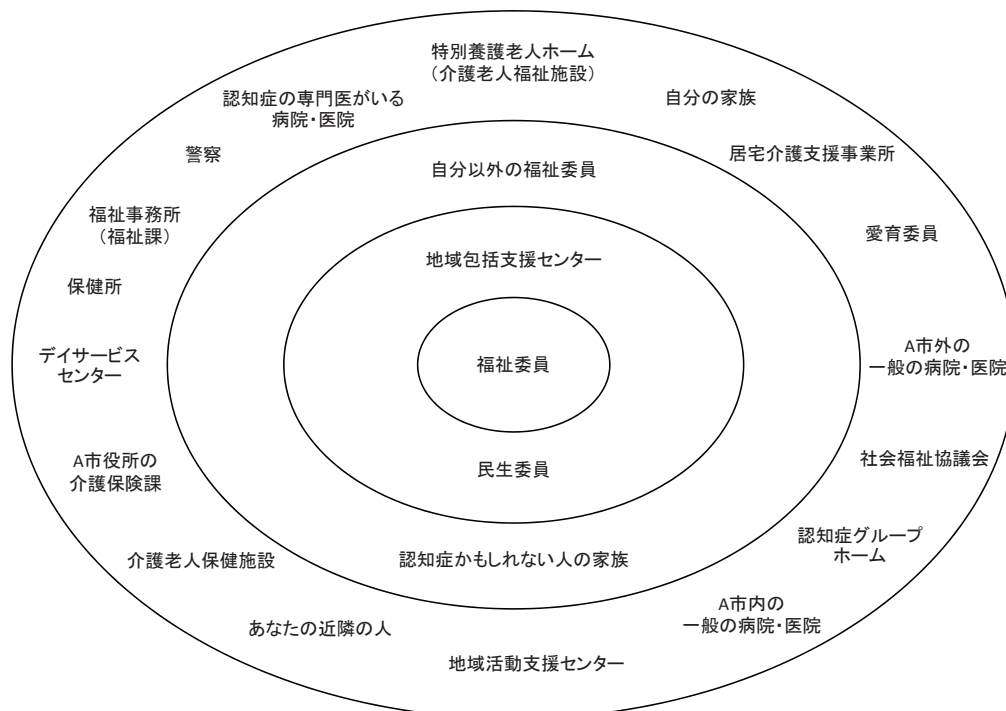 特別養護老人ホーム
（介護老人福祉施設）
認知症の専門医がいる
病院・医院
自分の家族
警察
居宅介護支援事業所
自分以外の福祉委員
福祉事務所
（福祉課）
愛育委員
地域包括支援センター
保健所
デイサービス
センター
福祉委員
A市外の
一般の病院・医院
A市役所の
介護保険課
民生委員
社会福祉協議会
介護老人保健施設
認知症かもしれない人の家族
認知症グループ
ホーム
あなたの近隣の人
A市内の
一般の病院・医院
地域活動支援センター